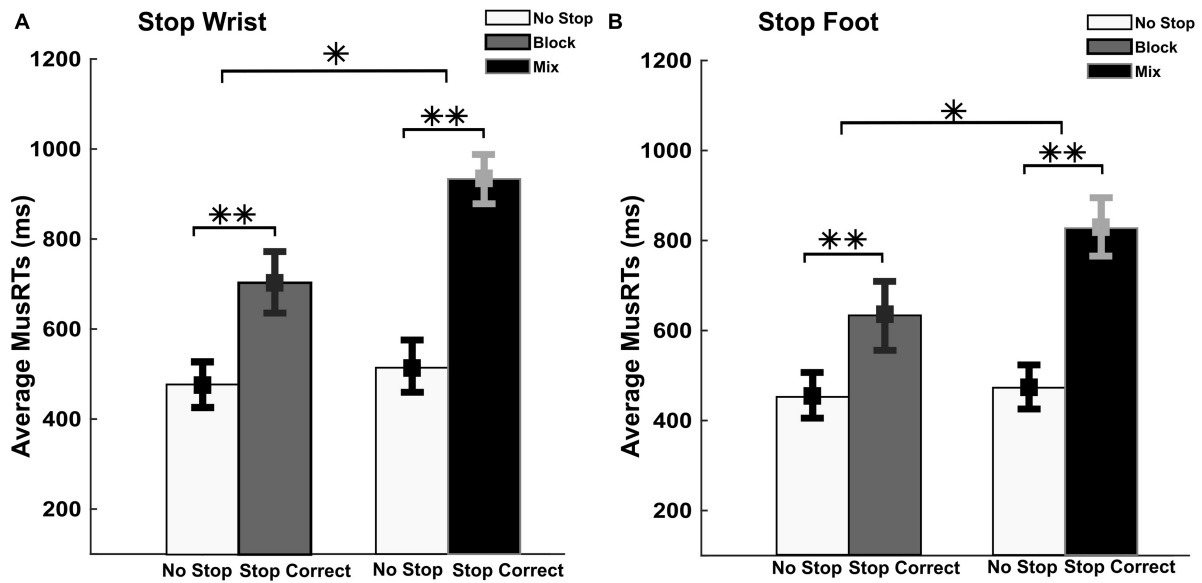 A
Stop Wrist
No Stop
Block
Mix
Average MusRTs (ms)
1200
1000
800
600
400
200
**
**
*
No Stop Stop Correct
No Stop Stop Correct
B
Stop Foot
No Stop
Block
Mix
Average MusRTs (ms)
1200
1000
800
600
400
200
**
**
*
No Stop Stop Correct
No Stop Stop Correct